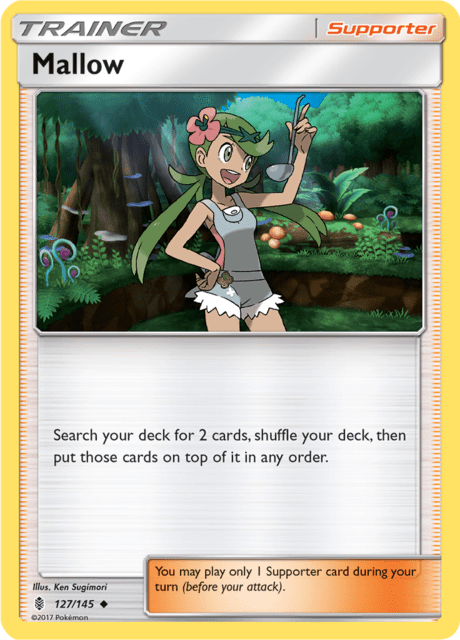 TRAINER
Supporter
Mallow
Search your deck for 2 cards, shuffle your deck, then
put those cards on top of it in any order.
You may play only 1 Supporter card during your
turn (before your attack).
Illus. Ken Sugimori
127/145 ◆
©2017 Pokémon